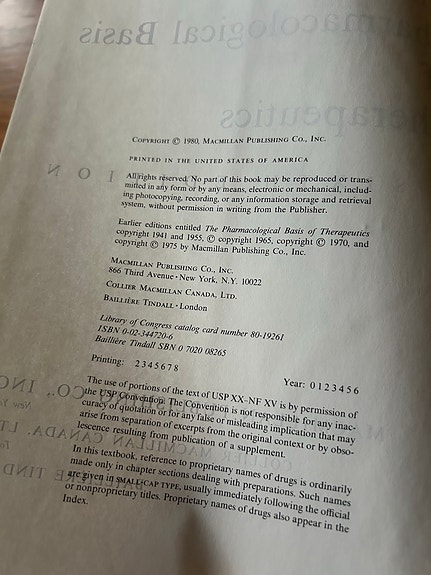 COPYRIGHT © 1980, MACMILLAN PUBLISHING CO., INC.
PRINTED IN THE UNITED STATES OF AMERICA
All rights reserved. No part of this book may be reproduced or trans-
mitted in any form or by any means, electronic or mechanical, includ-
ing photocopying, recording, or any information storage and retrieval
system, without permission in writing from the Publisher.
Earlier editions entitled The Pharmacological Basis of Therapeutics
copyright 1941 and 1955, © copyright 1965, copyright © 1970, and
copyright © 1975 by Macmillan Publishing Co., Inc.
MACMILLAN PUBLISHING CO., INC.
866 Third Avenue • New York, N.Y. 10022
COLLIER MACMILLAN CANADA, LTD.
BAILLIÈRE TINDALL • London
Library of Congress catalog card number 80-19261
ISBN 0-02-344720-6
Baillière Tindall SBN 0 7020 08265
Printing: 2 3 4 5 6 7 8 Year: 0 1 2 3 4 5 6
The use of portions of the text of USP XX–NF XV is by permission of
the USP Convention. The Convention is not responsible for any inac-
curacy of quotation or for any false or misleading implication that may
arise from separation of excerpts from the original context or by obso-
lescence resulting from publication of a supplement.
In this textbook, reference to proprietary names of drugs is ordinarily
made only in chapter sections dealing with preparations. Such names
are given in SMALL-CAP TYPE, usually immediately following the official
or nonproprietary titles. Proprietary names of drugs also appear in the
Index.